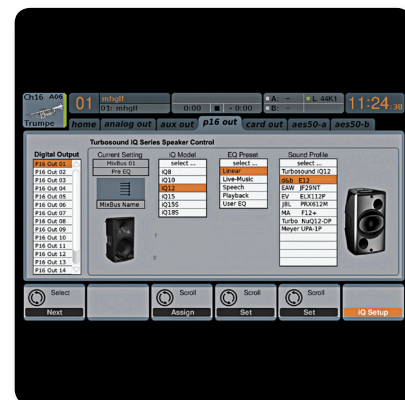 Ch16 A06
Trumpe
01
mhglf
01: mhglf
0:00
- 0:00
A: -
B: -
L 44K1
11:24:38
home
analog out
aux out
p16 out
card out
aes50-a
aes50-b
Turbosound iQ Series Speaker Control
Digital Output
P16 Out 01
P16 Out 02
P16 Out 03
P16 Out 04
P16 Out 05
P16 Out 06
P16 Out 07
P16 Out 08
P16 Out 09
P16 Out 10
P16 Out 11
P16 Out 12
P16 Out 13
P16 Out 14
Current Setting
MixBus 01
Pre EQ
MixBus Name
iQ Model
select ...
iQ8
iQ10
iQ12
iQ15
iQ15S
iQ18S
EQ Preset
select ...
Linear
Live-Music
Speech
Playback
User EQ
Sound Profile
select ...
Turbosound iQ12
d&b E12
EAW JF29NT
EV ELX112P
JBL PRX612M
MA F12+
Turbo NuQ12-DP
Meyer UPA-1P
Select
Next
Scroll
Assign
Scroll
Set
Scroll
Set
iQ Setup